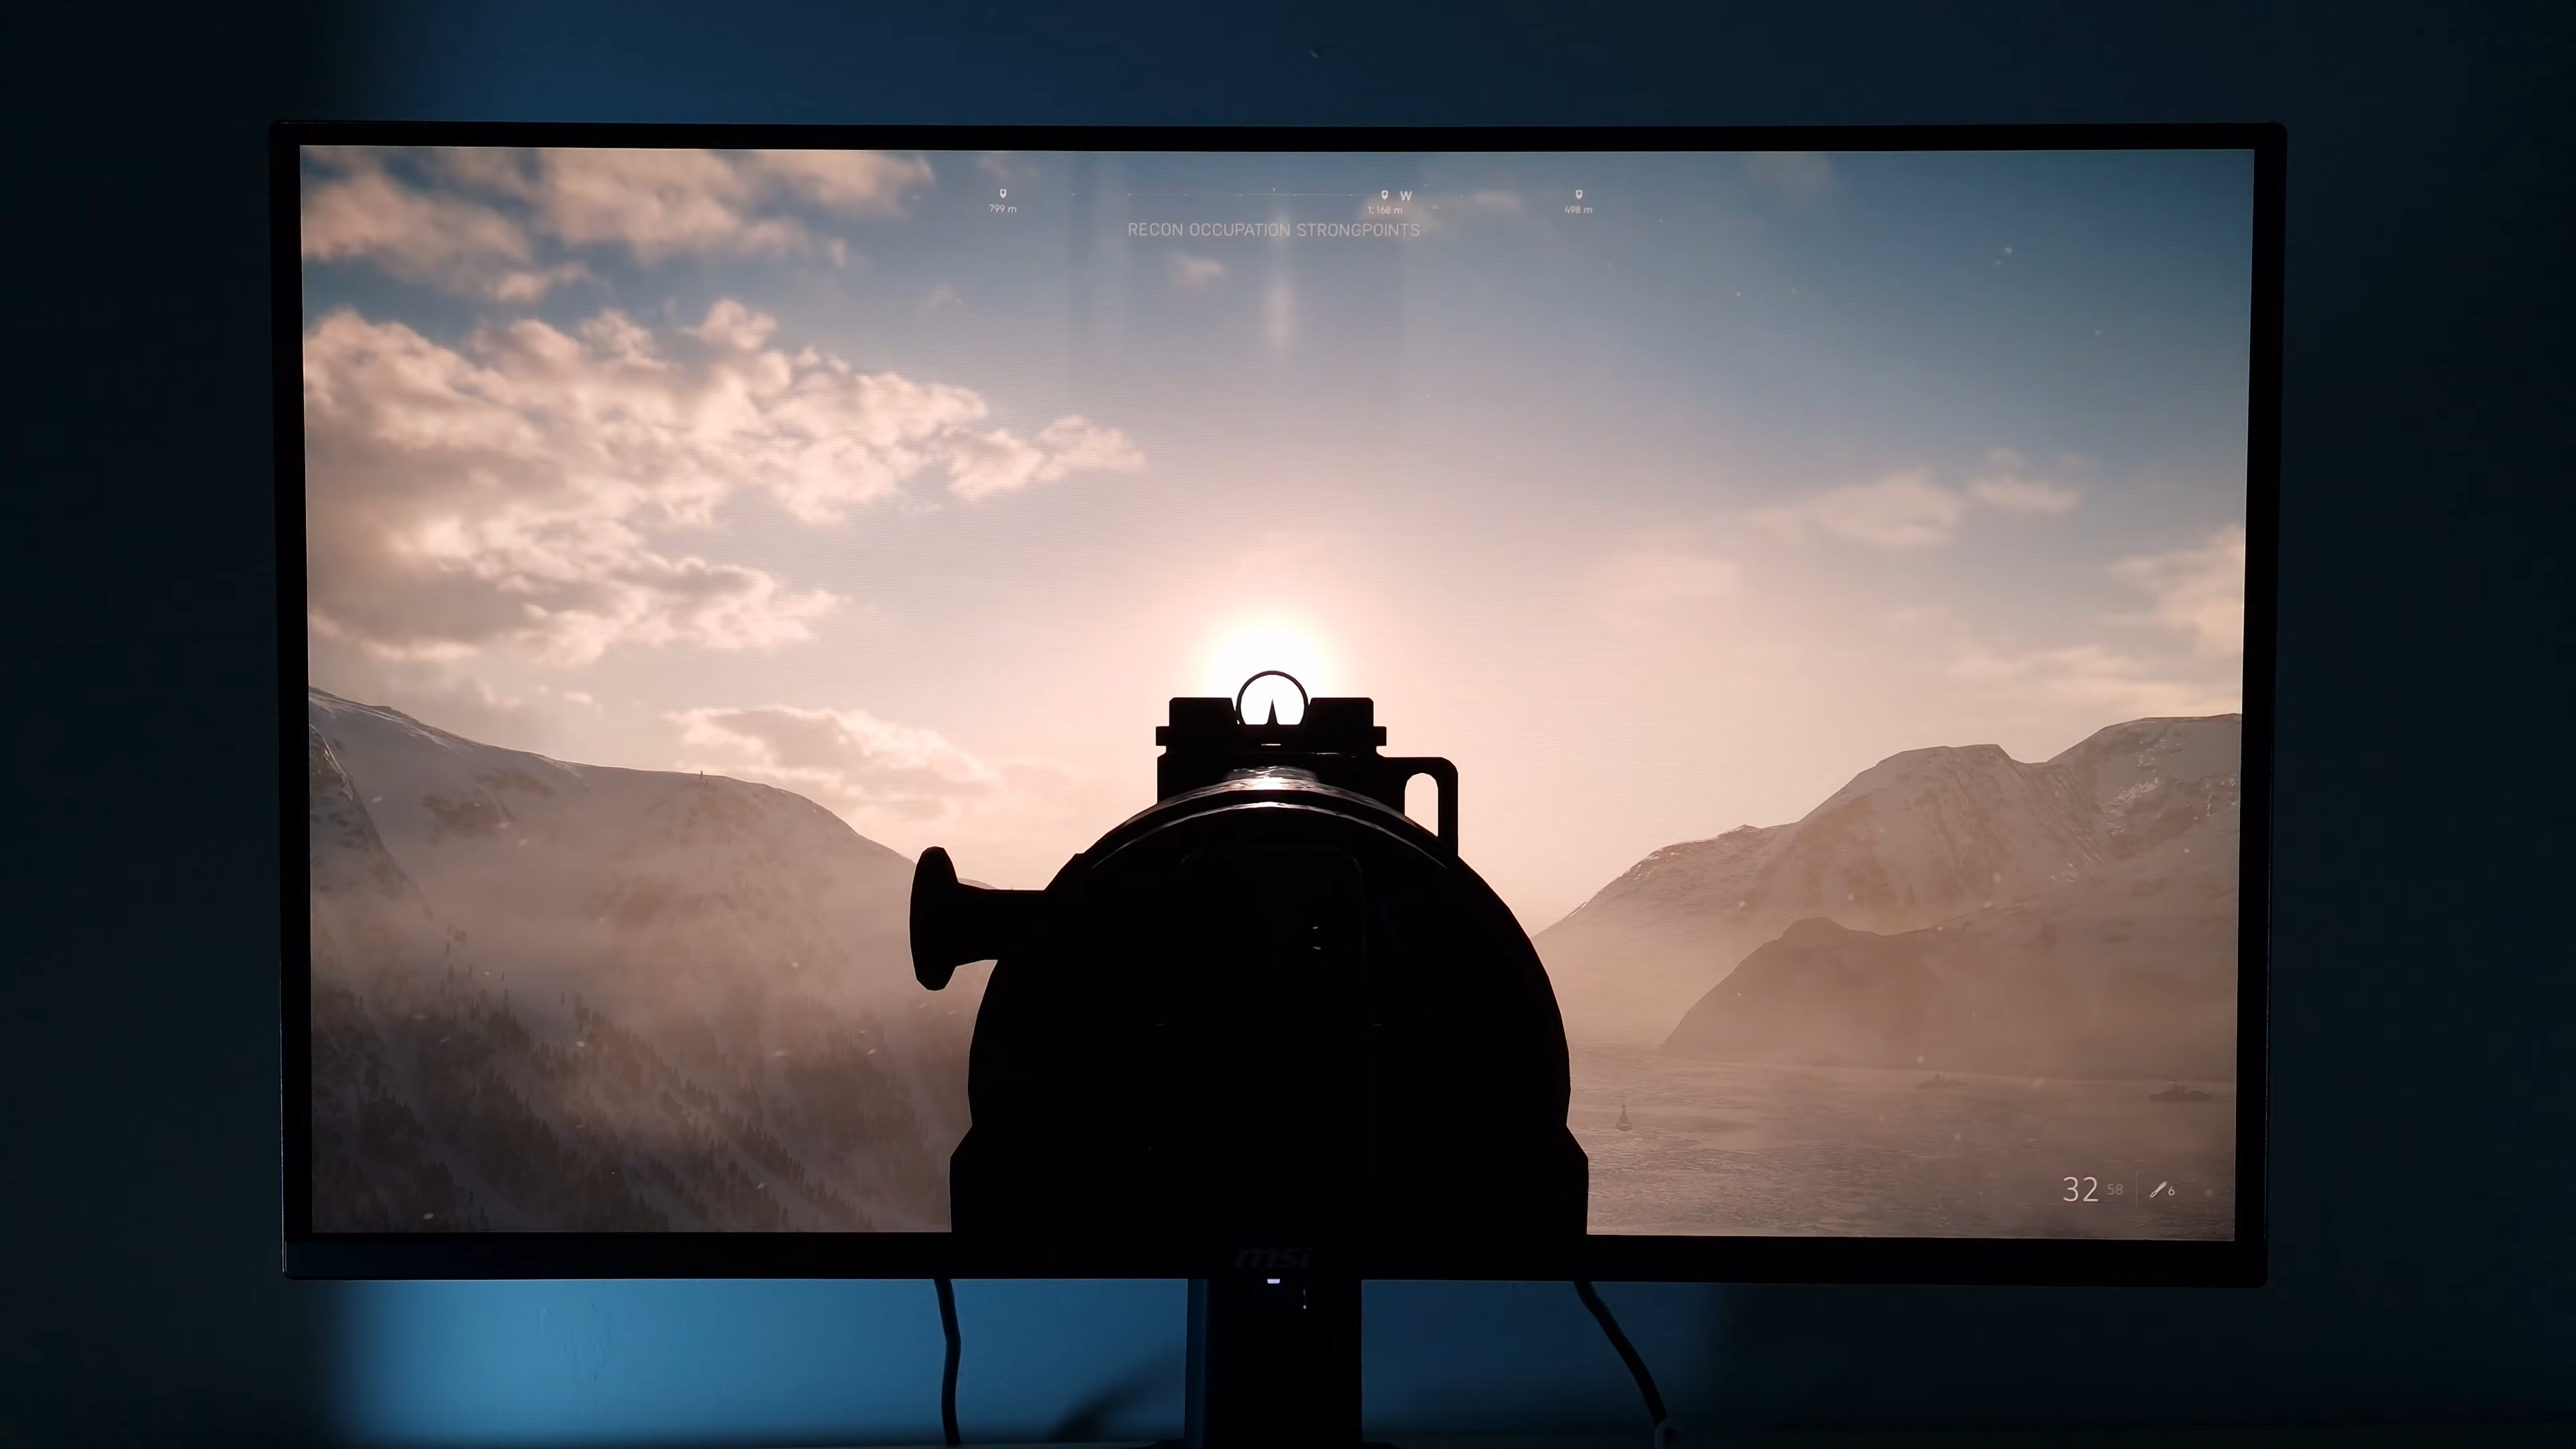 W
799 m
1,168 m
498 m
RECON OCCUPATION STRONGPOINTS
32 58 6
msi